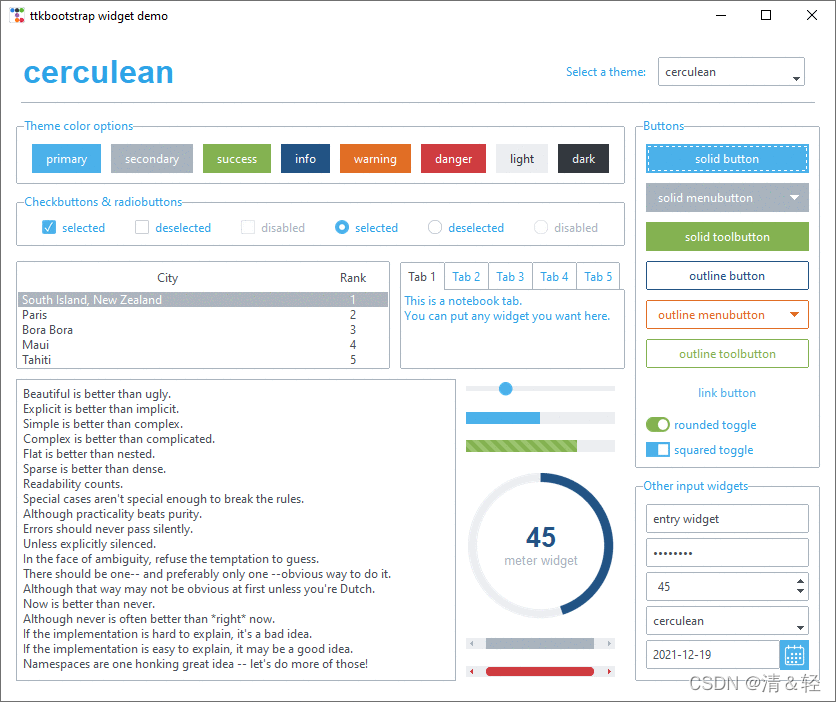 ttkbootstrap widget demo
cerculean
Select a theme: cerculean
Theme color options
primary secondary success info warning danger light dark
Checkbuttons & radiobuttons
selected deselected disabled selected deselected disabled
City Rank
South Island, New Zealand 1
Paris 2
Bora Bora 3
Maui 4
Tahiti 5
Tab 1 Tab 2 Tab 3 Tab 4 Tab 5
This is a notebook tab.
You can put any widget you want here.
Beautiful is better than ugly.
Explicit is better than implicit.
Simple is better than complex.
Complex is better than complicated.
Flat is better than nested.
Sparse is better than dense.
Readability counts.
Special cases aren't special enough to break the rules.
Although practicality beats purity.
Errors should never pass silently.
Unless explicitly silenced.
In the face of ambiguity, refuse the temptation to guess.
There should be one-- and preferably only one --obvious way to do it.
Although that way may not be obvious at first unless you're Dutch.
Now is better than never.
Although never is often better than *right* now.
If the implementation is hard to explain, it's a bad idea.
If the implementation is easy to explain, it may be a good idea.
Namespaces are one honking great idea -- let's do more of those!
45
meter widget
Buttons
solid button
solid menubutton
solid toolbutton
outline button
outline menubutton
outline toolbutton
link button
rounded toggle
squared toggle
Other input widgets
entry widget
••••••••
45
cerculean
2021-12-19
CSDN @清＆轻